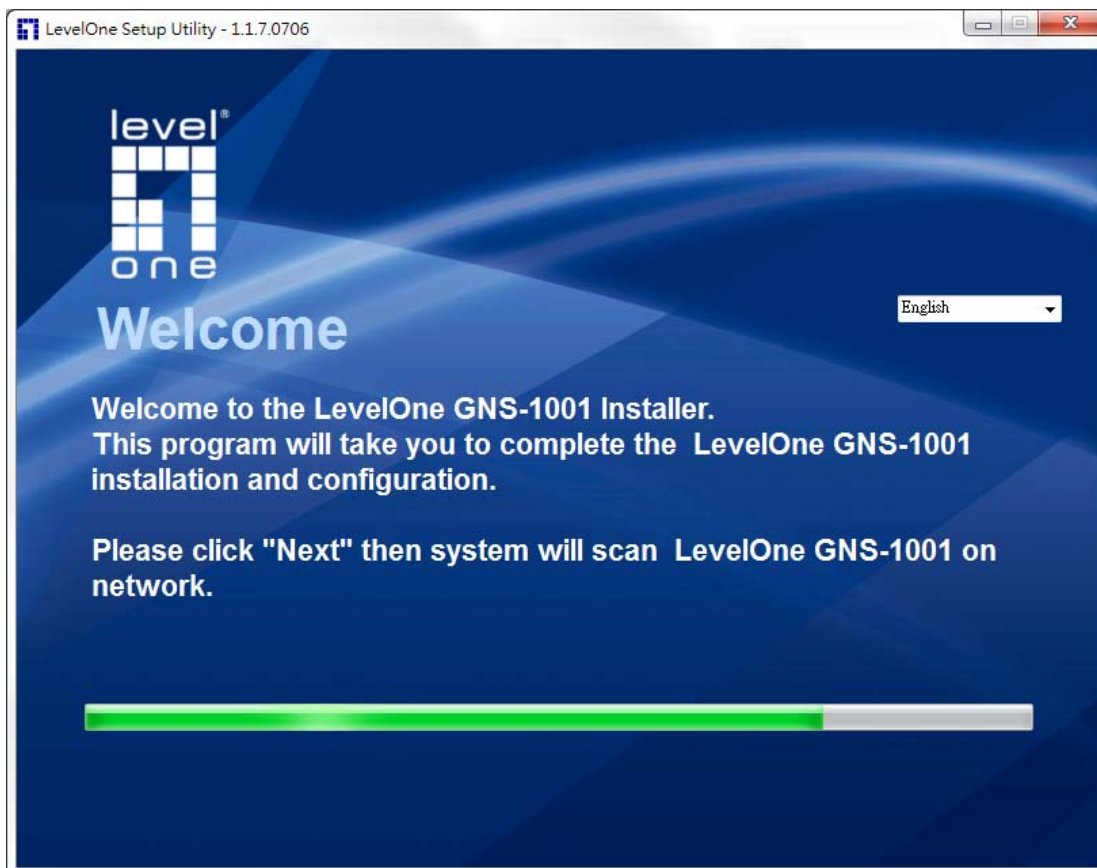 LevelOne Setup Utility - 1.1.7.0706
level®
one
Welcome
English
Welcome to the LevelOne GNS-1001 Installer.
This program will take you to complete the  LevelOne GNS-1001
installation and configuration.
Please click "Next" then system will scan  LevelOne GNS-1001 on
network.